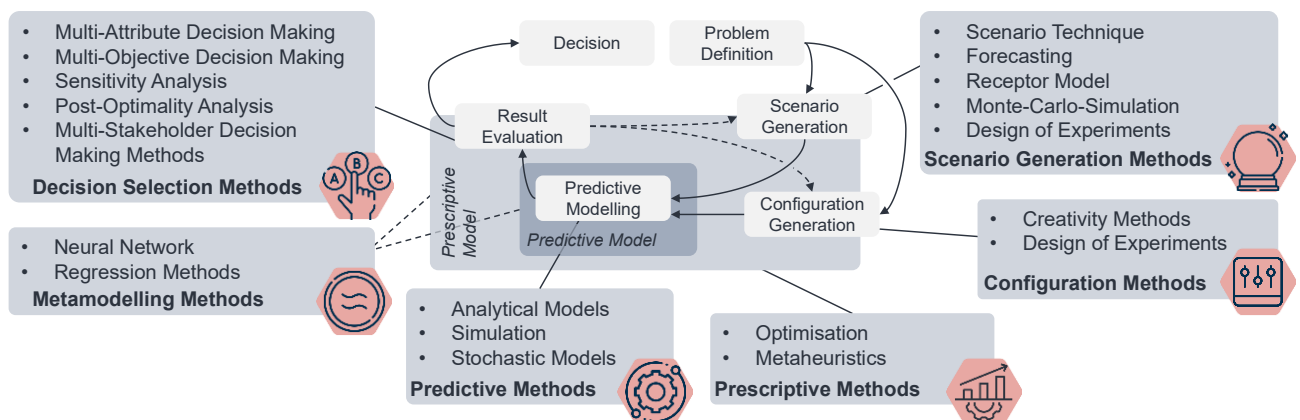 • Multi-Attribute Decision Making
• Multi-Objective Decision Making
• Sensitivity Analysis
• Post-Optimality Analysis
• Multi-Stakeholder Decision
Making Methods
Decision Selection Methods
A
B
C
• Neural Network
• Regression Methods
Metamodelling Methods
Decision
Problem
Definition
Result
Evaluation
Scenario
Generation
Predictive
Modelling
Configuration
Generation
Prescriptive
Model
Predictive Model
• Scenario Technique
• Forecasting
• Receptor Model
• Monte-Carlo-Simulation
• Design of Experiments
Scenario Generation Methods
• Creativity Methods
• Design of Experiments
Configuration Methods
• Analytical Models
• Simulation
• Stochastic Models
Predictive Methods
• Optimisation
• Metaheuristics
Prescriptive Methods